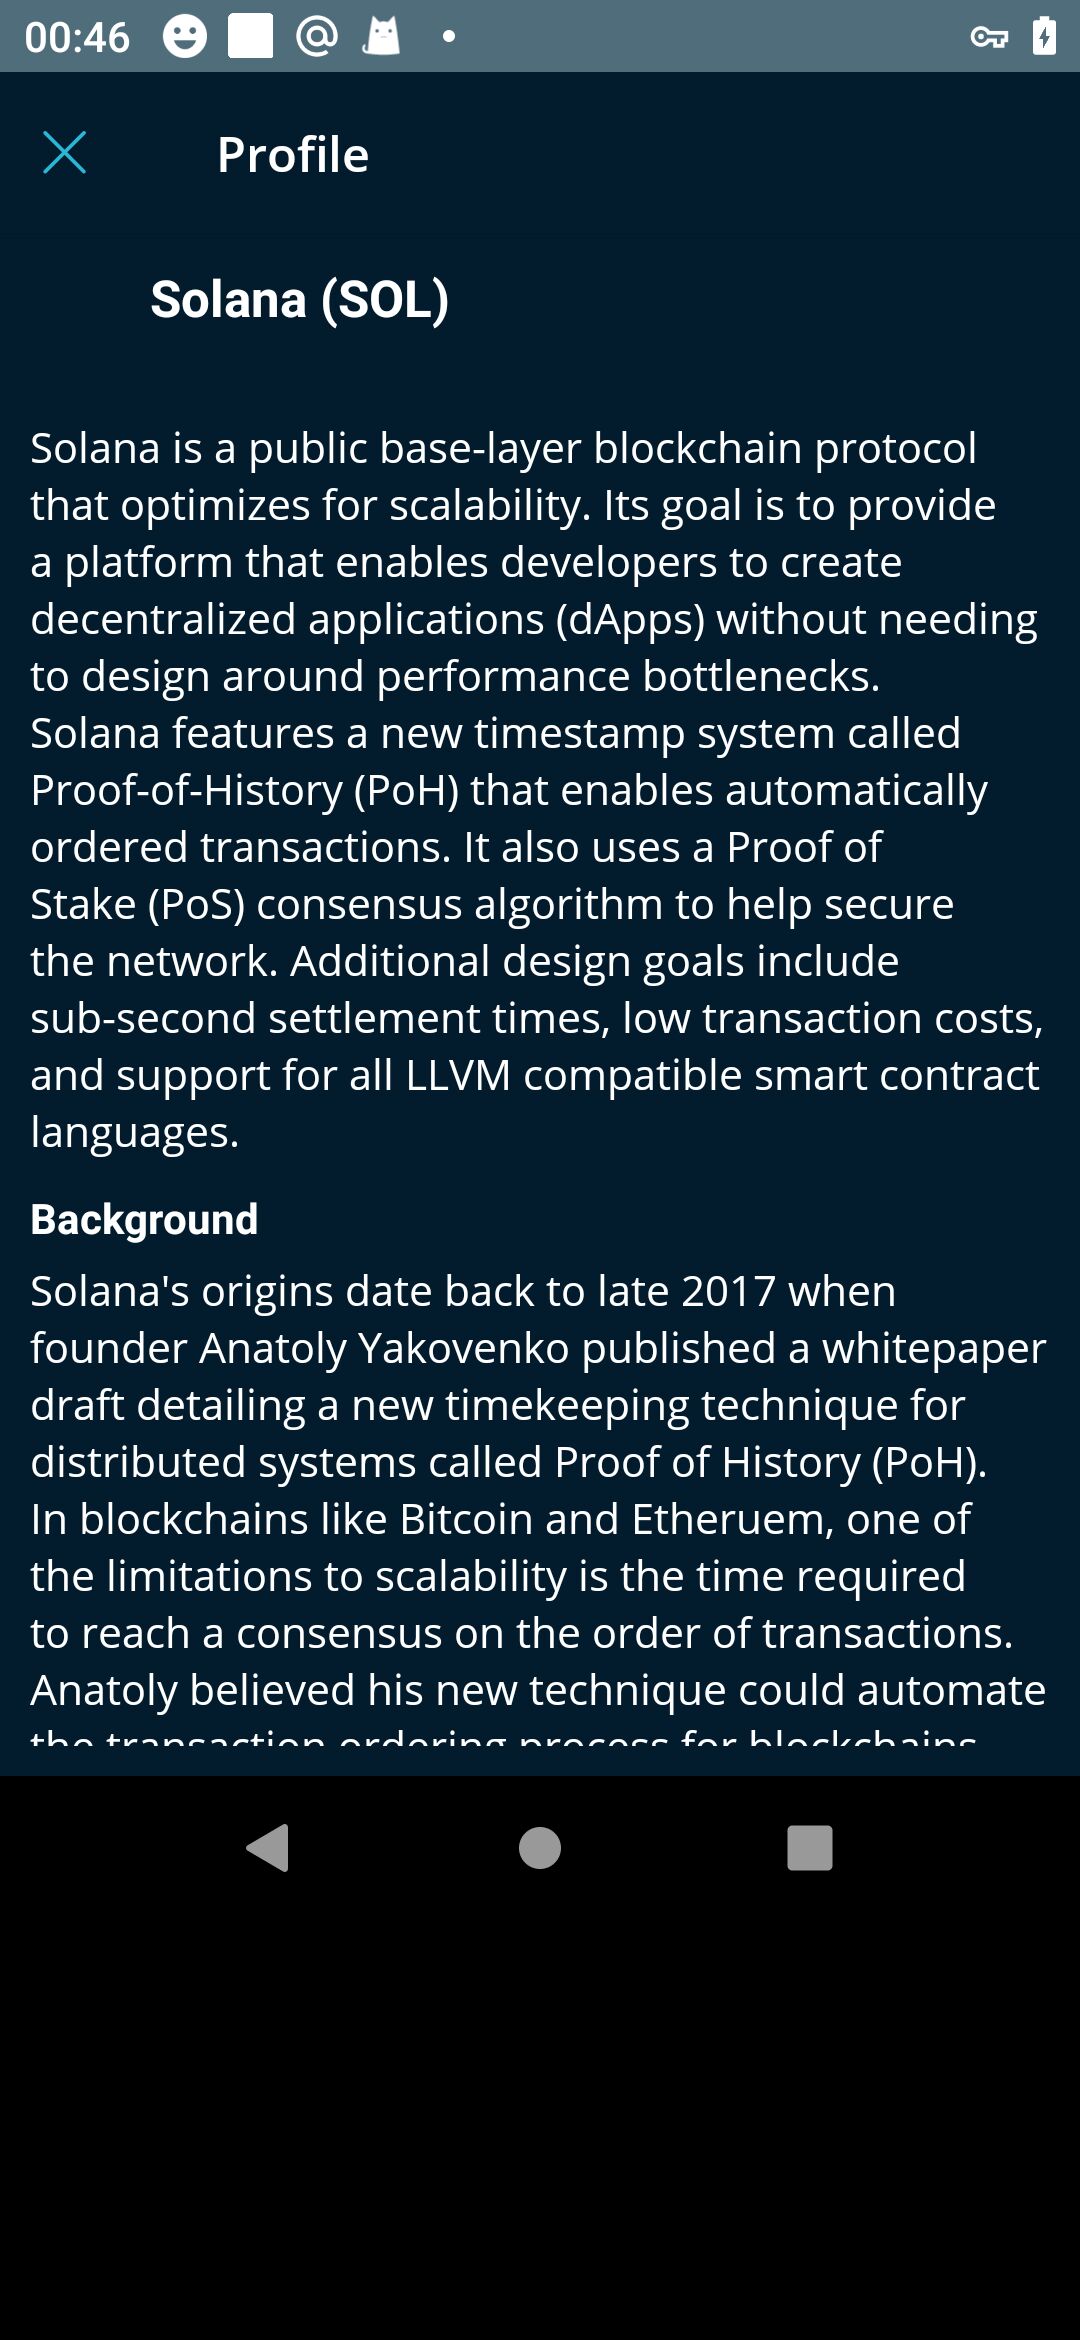 00:46
Profile
Solana (SOL)
Solana is a public base-layer blockchain protocol
that optimizes for scalability. Its goal is to provide
a platform that enables developers to create
decentralized applications (dApps) without needing
to design around performance bottlenecks.
Solana features a new timestamp system called
Proof-of-History (PoH) that enables automatically
ordered transactions. It also uses a Proof of
Stake (PoS) consensus algorithm to help secure
the network. Additional design goals include
sub-second settlement times, low transaction costs,
and support for all LLVM compatible smart contract
languages.
Background
Solana's origins date back to late 2017 when
founder Anatoly Yakovenko published a whitepaper
draft detailing a new timekeeping technique for
distributed systems called Proof of History (PoH).
In blockchains like Bitcoin and Etheruem, one of
the limitations to scalability is the time required
to reach a consensus on the order of transactions.
Anatoly believed his new technique could automate
the transaction ordering process for blockchains